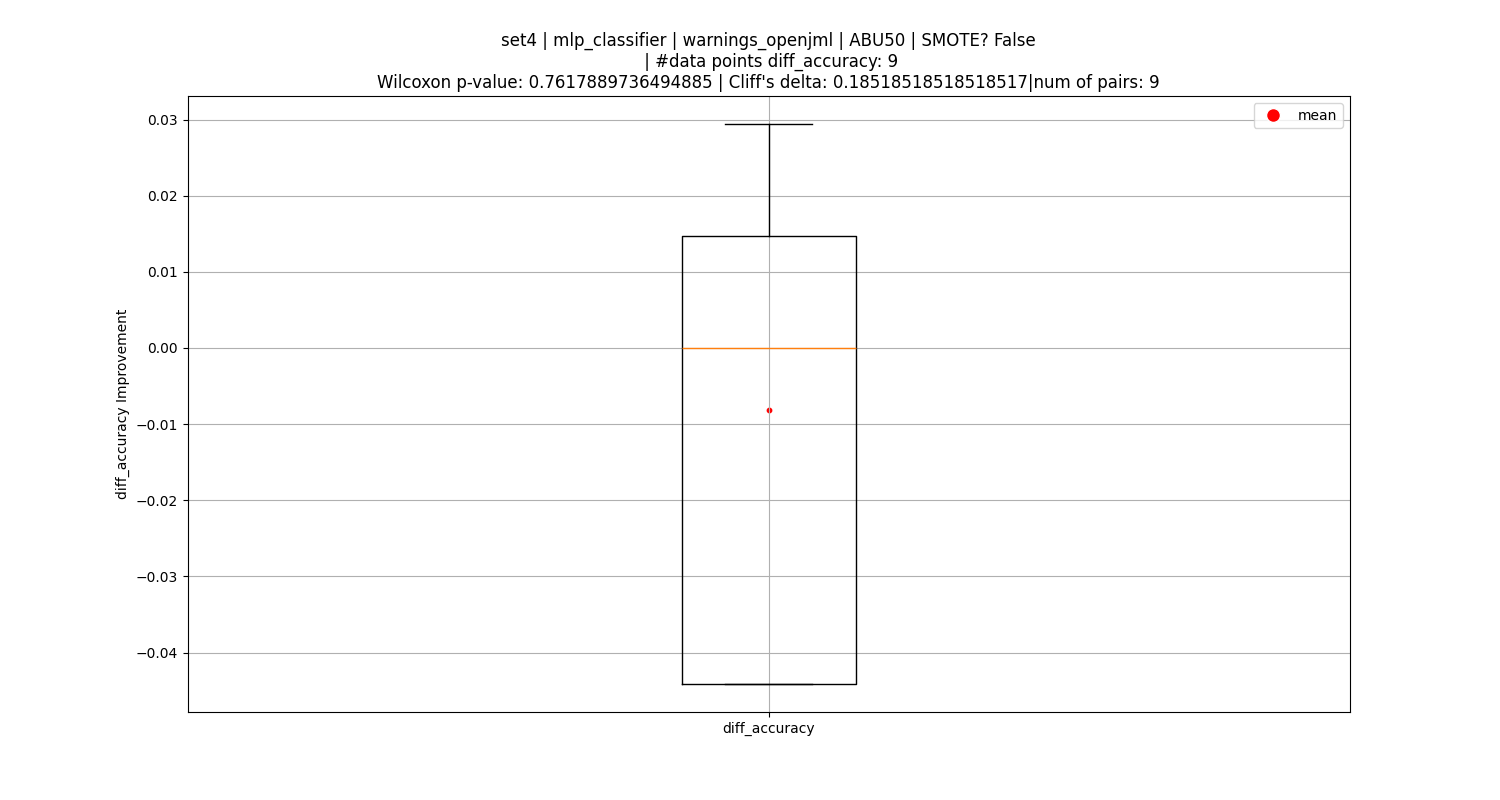 set4 | mlp_classifier | warnings_openjml | ABU50 | SMOTE? False
| #data points diff_accuracy: 9
Wilcoxon p-value: 0.7617889736494885 | Cliff's delta: 0.18518518518518517|num of pairs: 9
mean
0.03
0.02
0.01
0.00
−0.01
−0.02
−0.03
−0.04
diff_accuracy Improvement
diff_accuracy